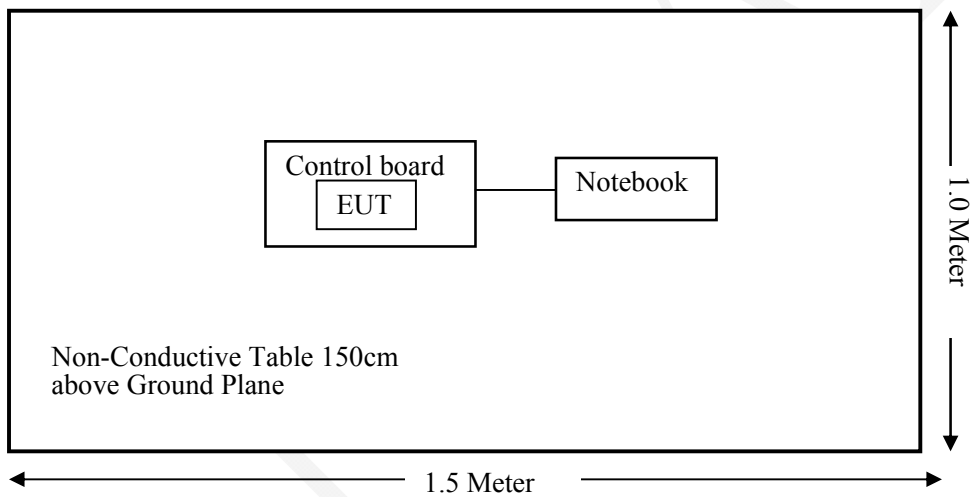 Control board
EUT
Notebook
1.0 Meter
Non-Conductive Table 150cm
above Ground Plane
1.5 Meter